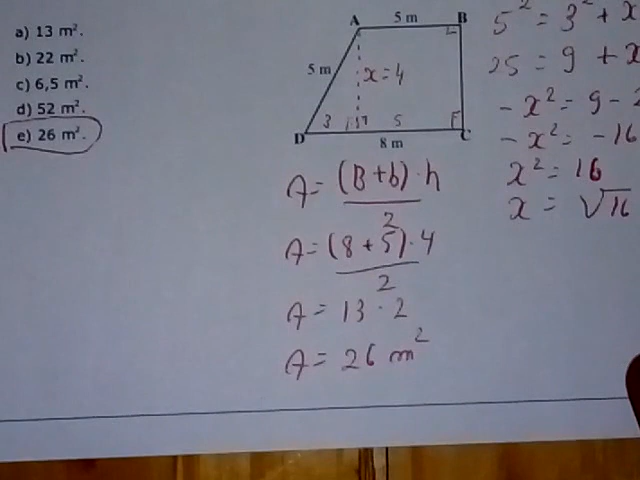 a) 13 m².
b) 22 m².
c) 6,5 m².
d) 52 m².
e) 26 m².
A 5 m B
5 m x = 4
3 5
D 8 m C
A = (B + b) · h
2
A = (8 + 5) · 4
2
A = 13 · 2
A = 26 m²
5² = 3² + x
25 = 9 + x
- x² = 9 -
- x² = - 16
x² = 16
x = √16